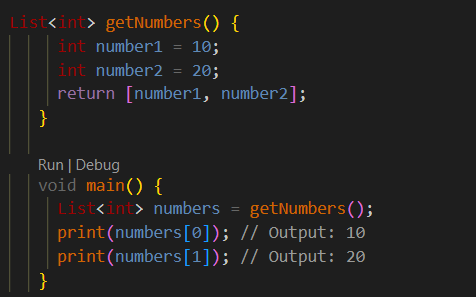 List<int> getNumbers() {
int number1 = 10;
int number2 = 20;
return [number1, number2];
}
Run | Debug
void main() {
List<int> numbers = getNumbers();
print(numbers[0]); // Output: 10
print(numbers[1]); // Output: 20
}